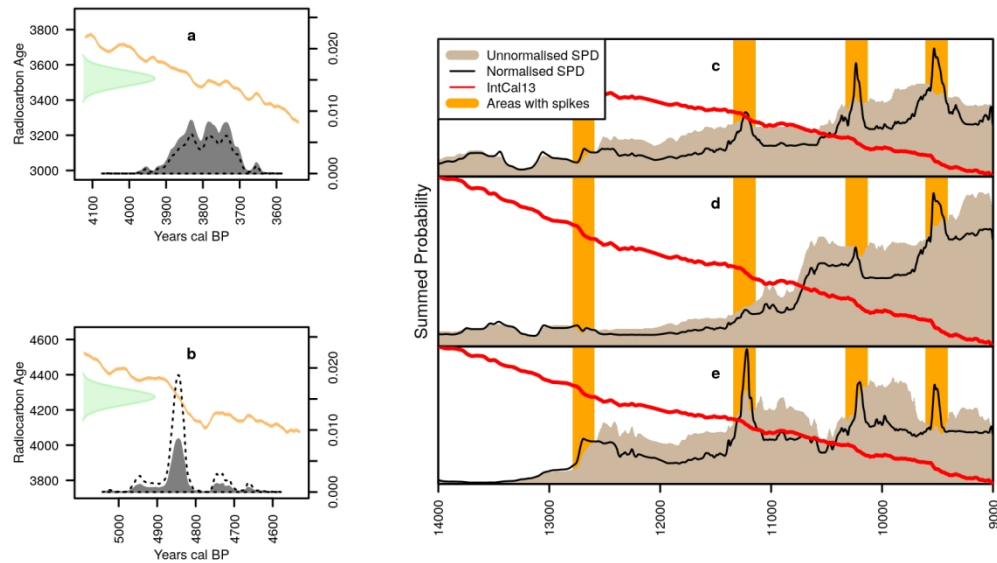 a
Radiocarbon Age
3800
3600
3400
3200
3000
0.020
0.010
0.000
4100
4000
3900
3800
3700
3600
Years cal BP
b
Radiocarbon Age
4600
4400
4200
4000
3800
0.020
0.010
0.000
5000
4900
4800
4700
4600
Years cal BP
Unnormalised SPD
Normalised SPD
IntCal13
Areas with spikes
c
d
e
Summed Probability
14000
13000
12000
11000
10000
9000